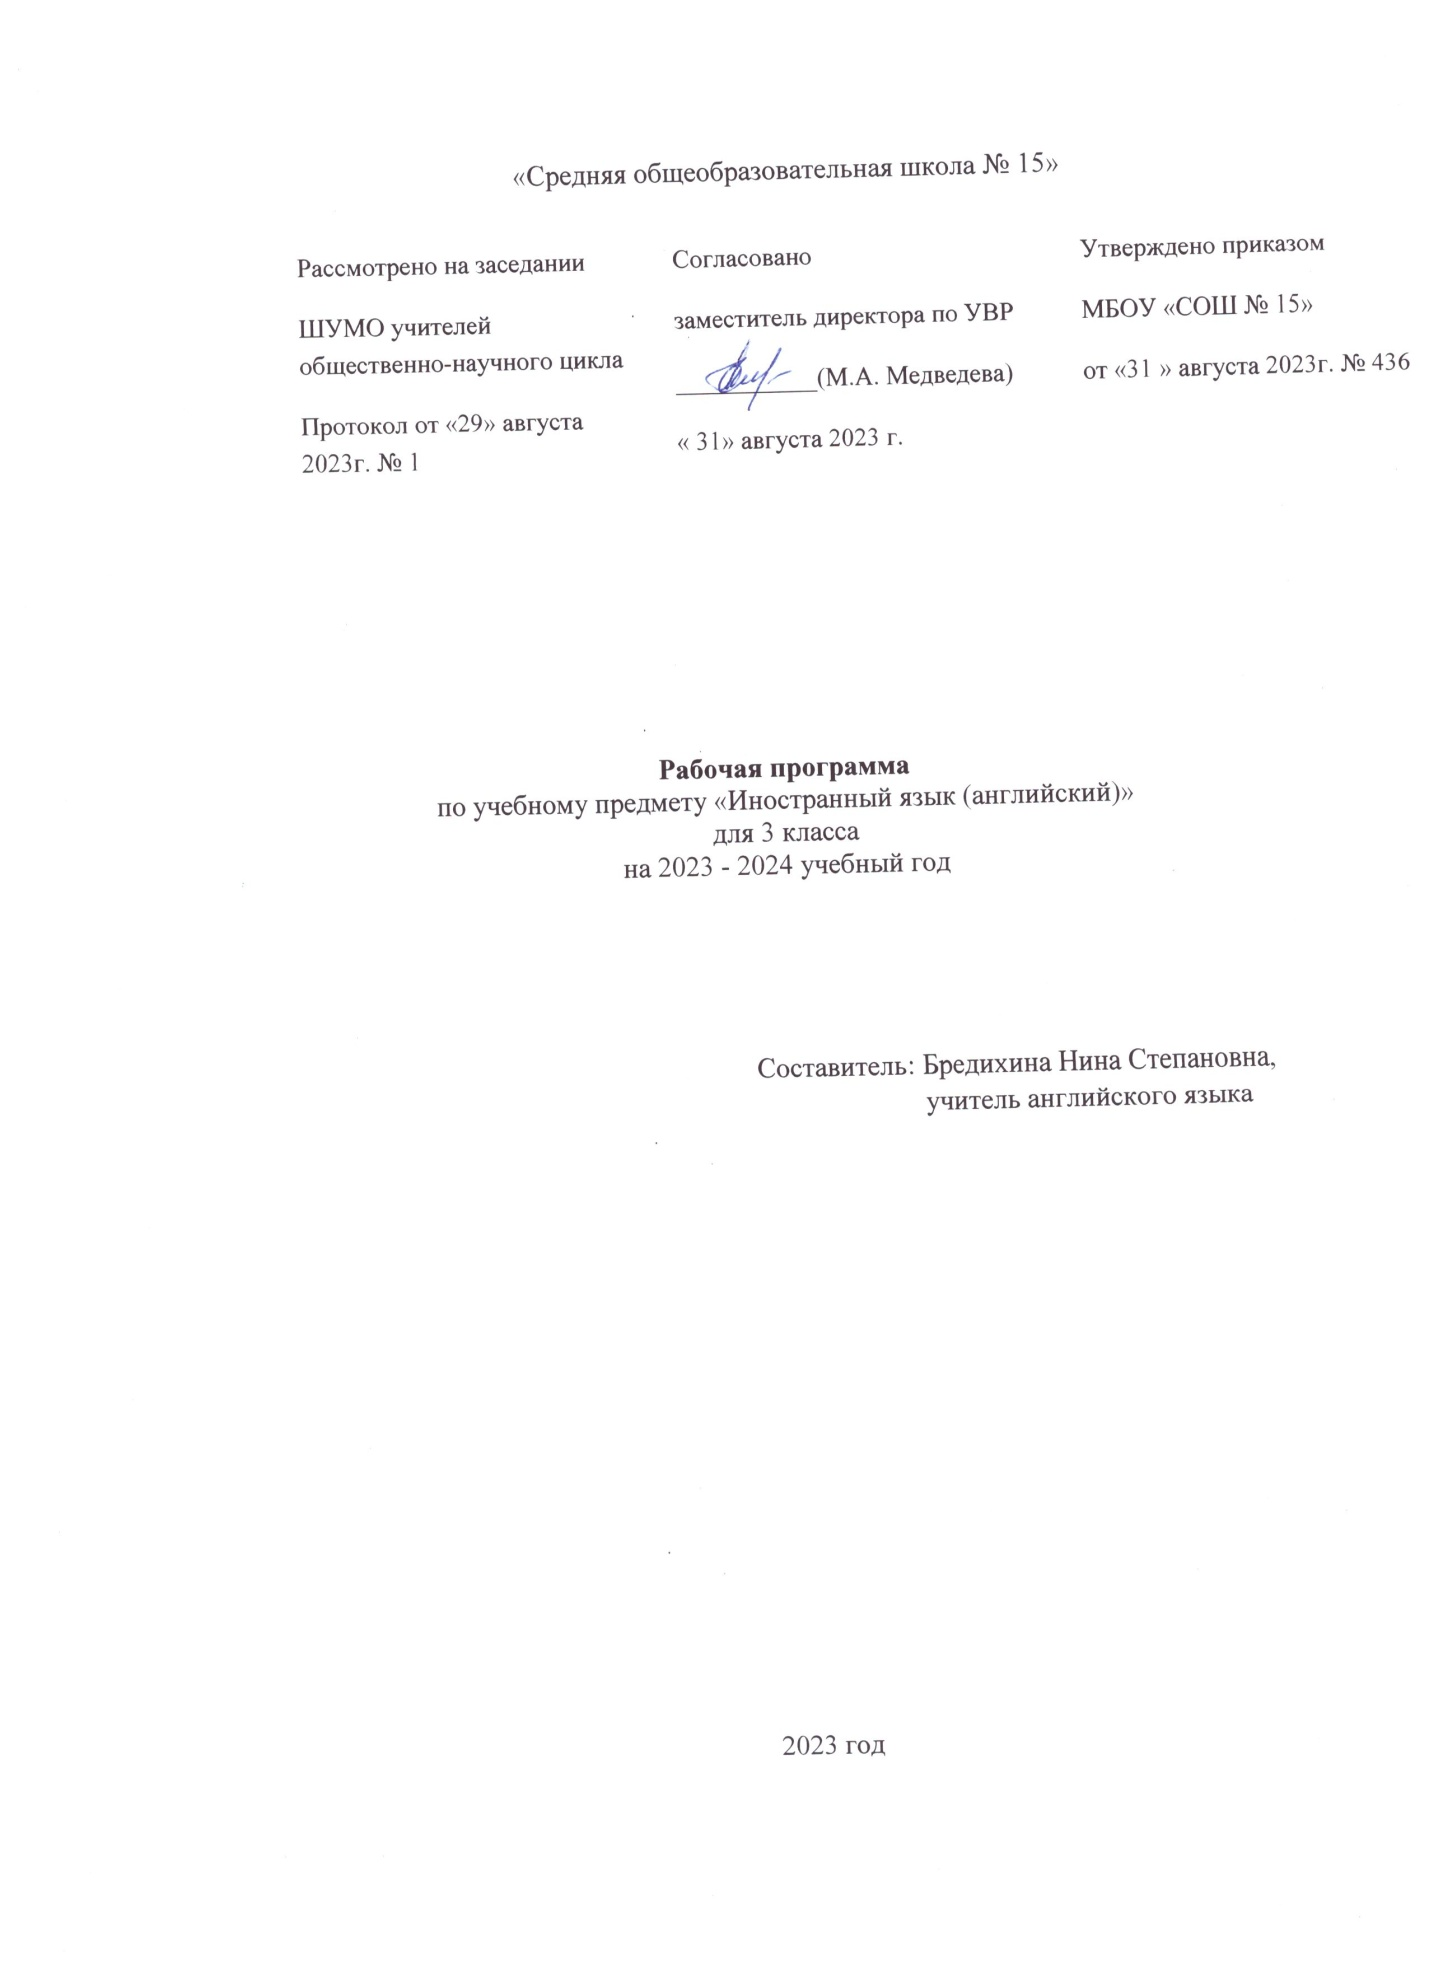 «Средняя общеобразовательная школа № 15»
Рассмотрено на заседании
ШУМО учителей
общественно-научного цикла
Протокол от «29» августа
2023г. № 1
Согласовано
заместитель директора по УВР
____________(М.А. Медведева)
« 31» августа 2023 г.
Утверждено приказом
МБОУ «СОШ № 15»
от «31 » августа 2023г. № 436
Рабочая программа
по учебному предмету «Иностранный язык (английский)»
для 3 класса
на 2023 - 2024 учебный год
Составитель: Бредихина Нина Степановна,
учитель английского языка
2023 год